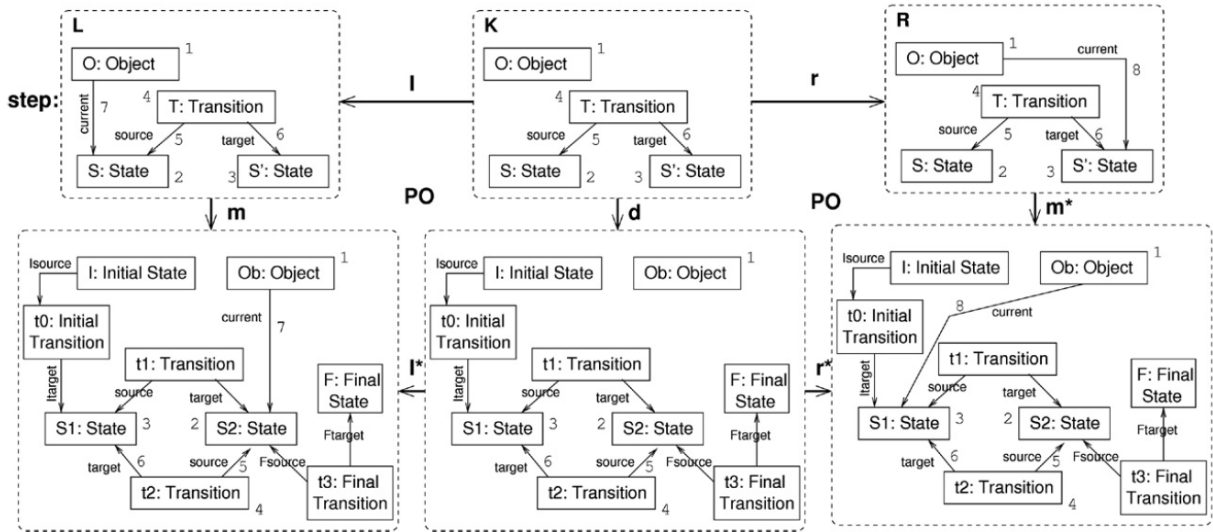 L
O: Object
1
current
7
4
T: Transition
source
5
6
target
S: State
2
3
S': State
step:
l
K
O: Object
1
4
T: Transition
source
5
6
target
S: State
2
3
S': State
r
R
O: Object
1
current
8
4
T: Transition
source
5
6
target
S: State
2
3
S': State
m
PO
d
PO
m*
Isource
I: Initial State
Ob: Object
1
t0: Initial
Transition
current
7
Itarget
t1: Transition
source
target
F: Final
State
S1: State
3
2
S2: State
Ftarget
target
6
source
5
Fsource
t2: Transition
4
t3: Final
Transition
l*
Isource
I: Initial State
Ob: Object
1
t0: Initial
Transition
Itarget
t1: Transition
source
target
F: Final
State
S1: State
3
2
S2: State
Ftarget
target
6
source
5
Fsource
t2: Transition
4
t3: Final
Transition
r*
Isource
I: Initial State
Ob: Object
1
t0: Initial
Transition
8
current
Itarget
t1: Transition
source
target
F: Final
State
S1: State
3
2
S2: State
Ftarget
target
6
source
5
Fsource
t2: Transition
4
t3: Final
Transition